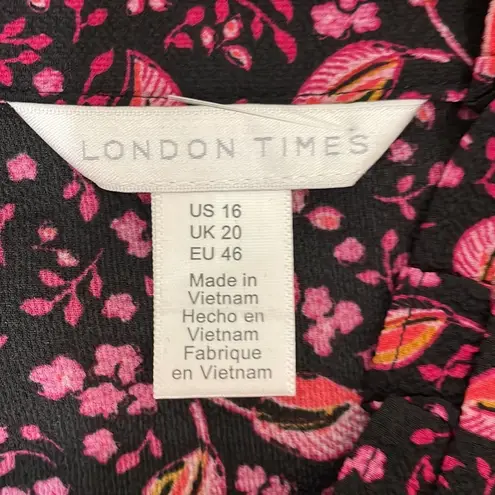 LONDON TIMES
US 16
UK 20
EU 46
Made in
Vietnam
Hecho en
Vietnam
Fabrique
en Vietnam